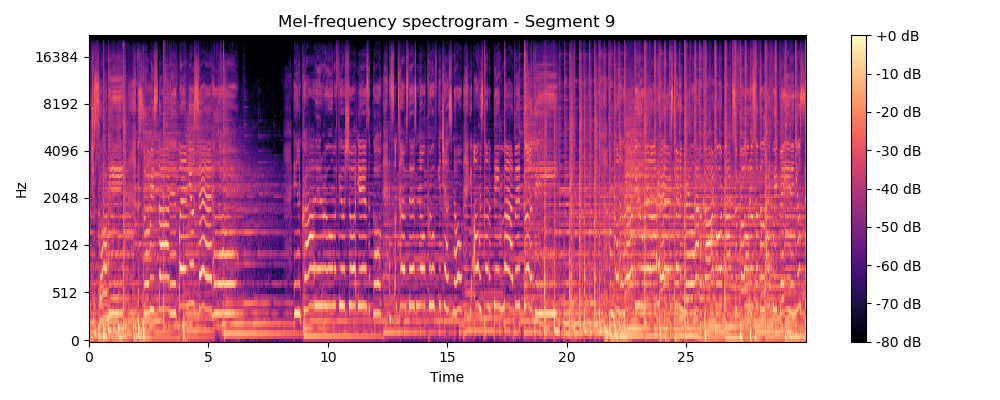 Mel-frequency spectrogram - Segment 9
16384
8192
4096
2048
1024
512
0
Hz
0 5 10 15 20 25
Time
+0 dB
-10 dB
-20 dB
-30 dB
-40 dB
-50 dB
-60 dB
-70 dB
-80 dB